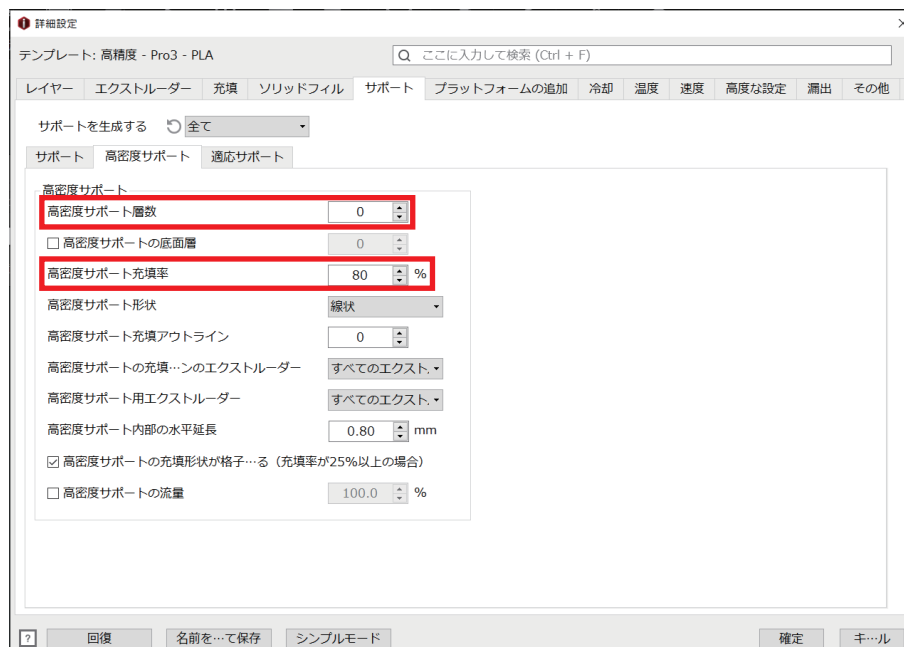 詳細設定
テンプレート: 高精度 - Pro3 - PLA
ここに入力して検索 (Ctrl + F)
レイヤー エクストルーダー 充填 ソリッドフィル サポート プラットフォームの追加 冷却 温度 速度 高度な設定 漏出 その他
サポートを生成する 全て
サポート 高密度サポート 適応サポート
高密度サポート
高密度サポート層数 0
高密度サポートの底面層 0
高密度サポート充填率 80 %
高密度サポート形状 線状
高密度サポート充填アウトライン 0
高密度サポートの充填…ンのエクストルーダー すべてのエクスト.
高密度サポート用エクストルーダー すべてのエクスト.
高密度サポート内部の水平延長 0.80 mm
高密度サポートの充填形状が格子…る（充填率が25%以上の場合）
高密度サポートの流量 100.0 %
? 回復 名前を…て保存 シンプルモード 確定 キ…ル